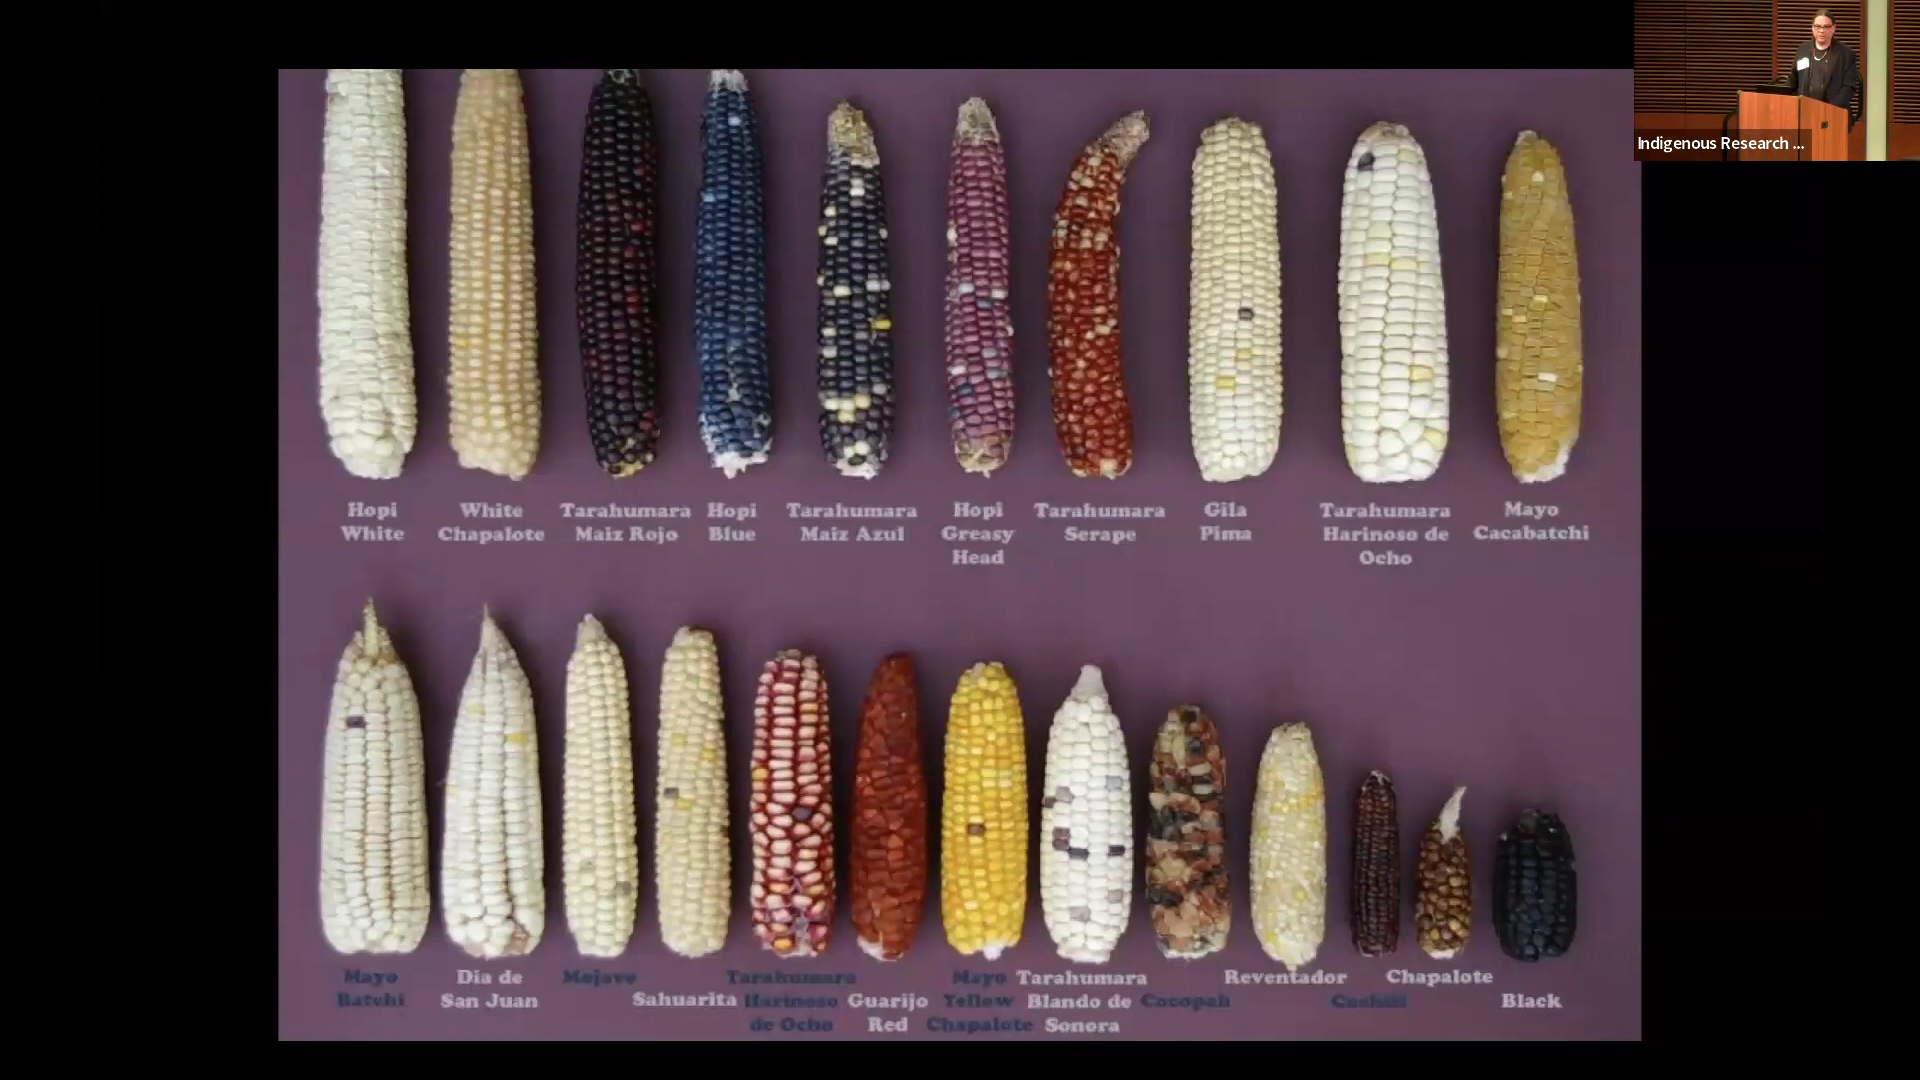 Indigenous Research ...
Hopi
White
White
Chapalote
Tarahumara
Maiz Rojo
Hopi
Blue
Tarahumara
Maiz Azul
Hopi
Greasy
Head
Tarahumara
Serape
Gila
Pima
Tarahumara
Harinoso de
Ocho
Mayo
Cacabatchi
Mayo
Batchi
Dia de
San Juan
Mojave
Sahuarita
Tarahumara
Harinoso
de Ocho
Guarijo
Red
Mayo
Yellow
Chapalote
Tarahumara
Blando de
Sonora
Cocopah
Reventador
Chapalote
Black